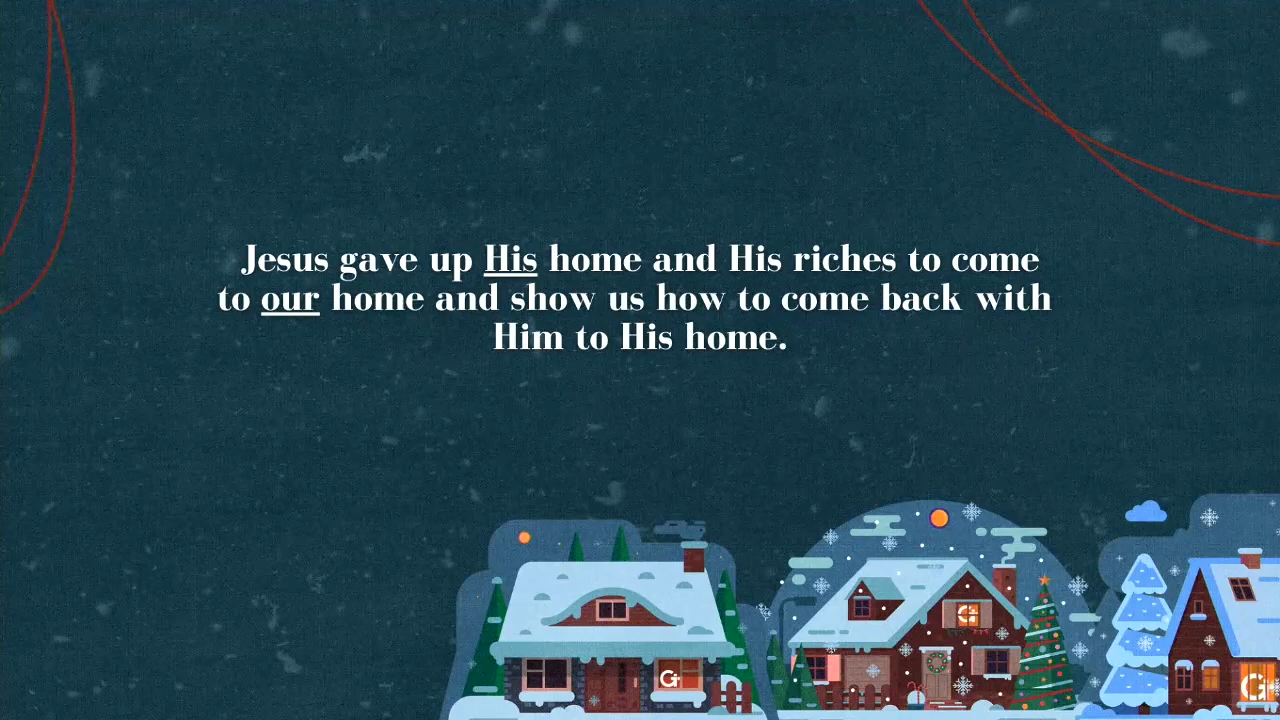 Jesus gave up His home and His riches to come
to our home and show us how to come back with
Him to His home.